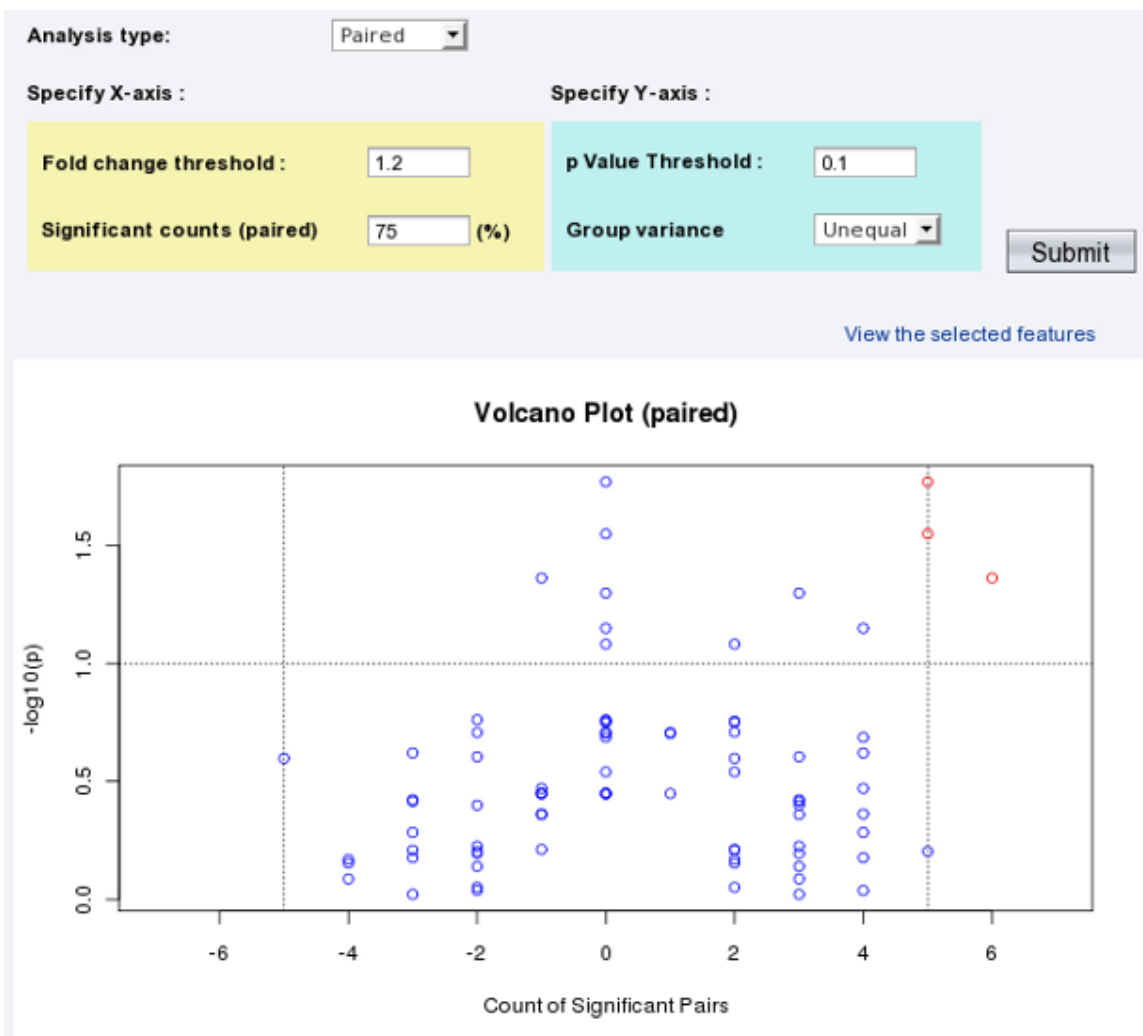 Analysis type: Paired
Specify X-axis : Specify Y-axis :
Fold change threshold : 1.2 p Value Threshold : 0.1
Significant counts (paired) 75 (%) Group variance Unequal
Submit
View the selected features
Volcano Plot (paired)
-log10(p)
1.5
1.0
0.5
0.0
-6 -4 -2 0 2 4 6
Count of Significant Pairs